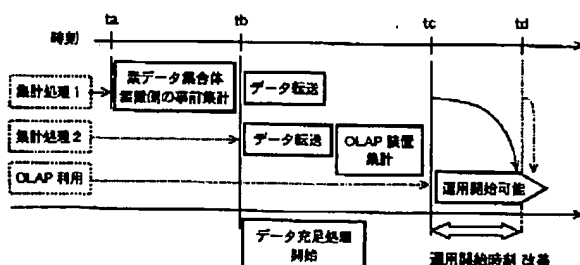 ta
tb
tc
td
時刻
集計処理1
素データ集合体
蓄積側の事前集計
データ転送
集計処理2
データ転送
OLAP 装置
集計
OLAP 利用
運用開始可能
データ充足処理
開始
運用開始時刻 改善